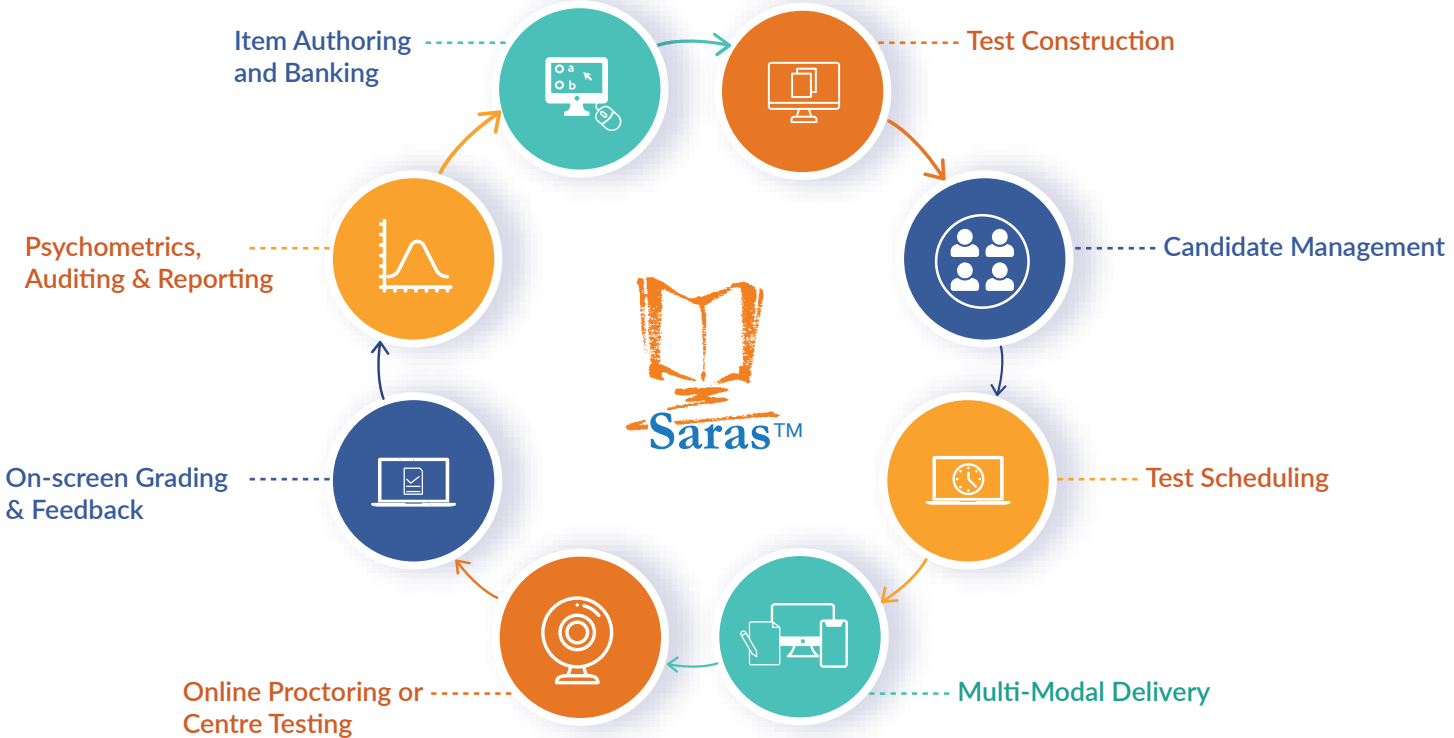 Item Authoring
and Banking
a
b
Test Construction
Candidate Management
Test Scheduling
Multi-Modal Delivery
Online Proctoring or
Centre Testing
On-screen Grading
& Feedback
Psychometrics,
Auditing & Reporting
Saras™